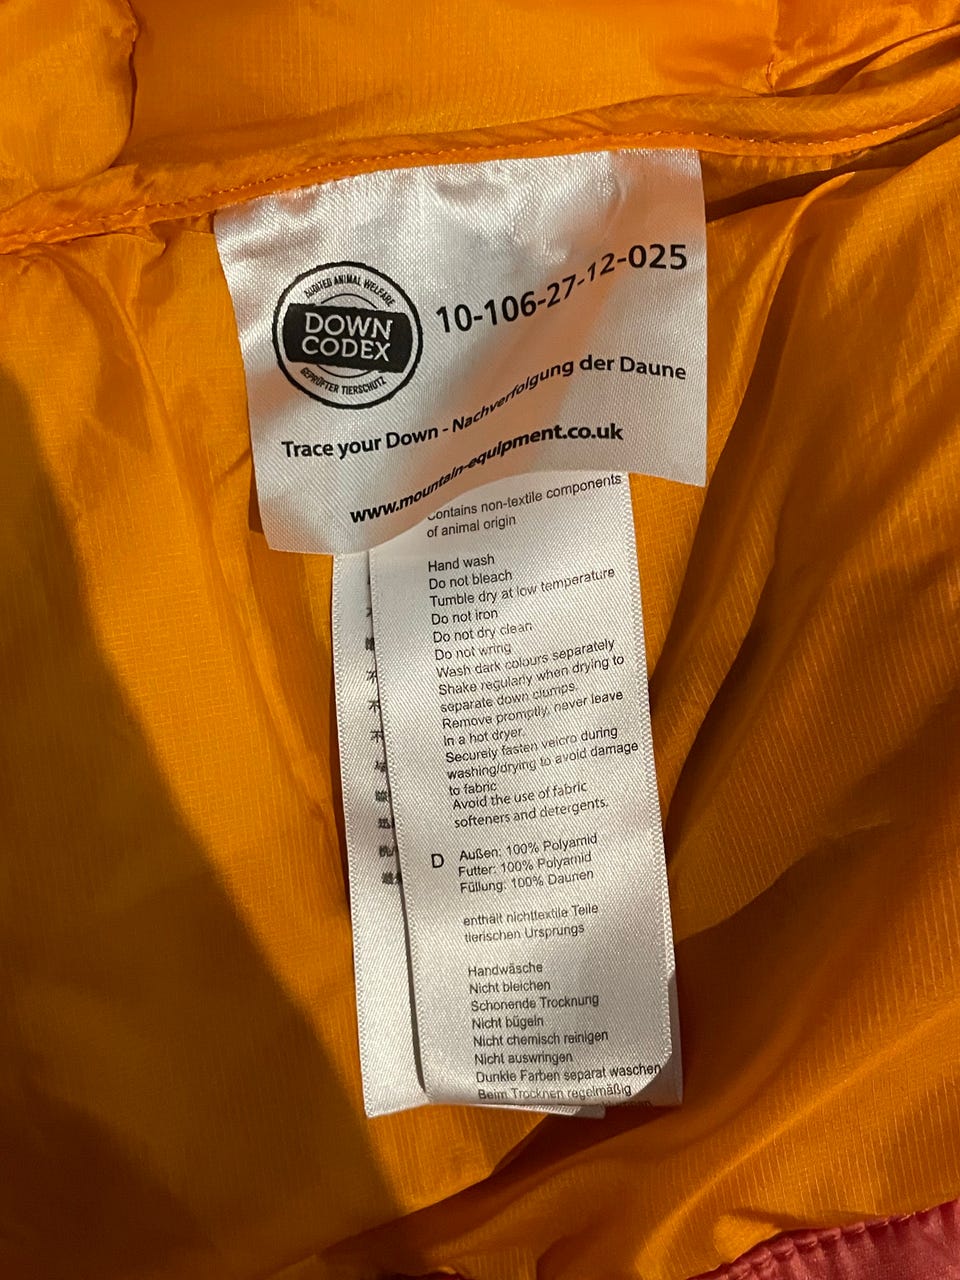 AUDITED ANIMAL WELFARE
DOWN
CODEX
GEPRÜFTER TIERSCHUTZ
10-106-27-12-025
Trace your Down - Nachverfolgung der Daune
www.mountain-equipment.co.uk
Contains non-textile components
of animal origin
Hand wash
Do not bleach
Tumble dry at low temperature
Do not iron
Do not dry clean
Do not wring
Wash dark colours separately
Shake regularly when drying to
separate down clumps.
Remove promptly, never leave
In a hot dryer.
Securely fasten velcro during
washing/drying to avoid damage
to fabric
Avoid the use of fabric
softeners and detergents.
D Außen: 100% Polyamid
Futter: 100% Polyamid
Füllung: 100% Daunen
enthält nichttextile Teile
tierischen Ursprungs
Handwäsche
Nicht bleichen
Schonende Trocknung
Nicht bügeln
Nicht chemisch reinigen
Nicht auswringen
Dunkle Farben separat waschen
Beim Trocknen regelmäßig